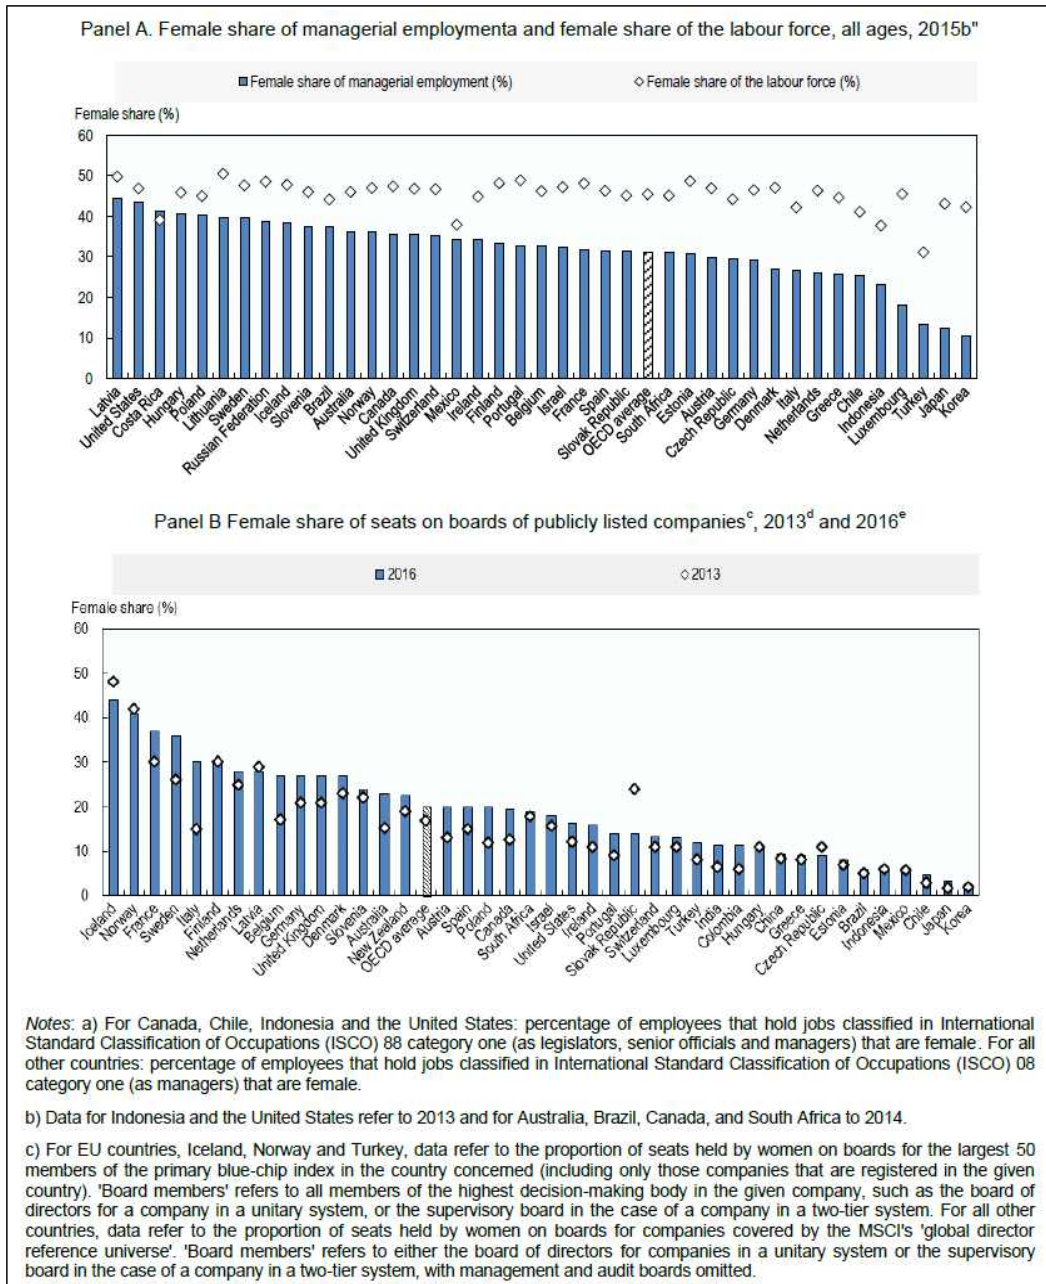 Panel A. Female share of managerial employmenta and female share of the labour force, all ages, 2015b"
Female share of managerial employment (%)
Female share of the labour force (%)
Female share (%)
60
50
40
30
20
10
0
Latvia
United States
Costa Rica
Hungary
Poland
Lithuania
Sweden
Russian Federation
Iceland
Slovenia
Brazil
Australia
Norway
Canada
United Kingdom
Switzerland
Mexico
Ireland
Finland
Portugal
Belgium
Israel
France
Spain
Slovak Republic
OECD average
South Africa
Estonia
Austria
Czech Republic
Germany
Denmark
Italy
Netherlands
Greece
Chile
Indonesia
Luxembourg
Turkey
Japan
Korea
Panel B Female share of seats on boards of publicly listed companiesc, 2013d and 2016e
2016
2013
Female share (%)
60
50
40
30
20
10
0
Iceland
Norway
France
Sweden
Italy
Finland
Netherlands
Latvia
Belgium
Germany
United Kingdom
Denmark
Slovenia
Australia
New Zealand
OECD average
Austria
Spain
Poland
Canada
South Africa
Israel
United States
Ireland
Portugal
Slovak Republic
Switzerland
Luxembourg
Turkey
India
Colombia
Hungary
China
Greece
Czech Republic
Estonia
Brazil
Indonesia
Mexico
Chile
Japan
Korea
Notes: a) For Canada, Chile, Indonesia and the United States: percentage of employees that hold jobs classified in International
Standard Classification of Occupations (ISCO) 88 category one (as legislators, senior officials and managers) that are female. For all
other countries: percentage of employees that hold jobs classified in International Standard Classification of Occupations (ISCO) 08
category one (as managers) that are female.
b) Data for Indonesia and the United States refer to 2013 and for Australia, Brazil, Canada, and South Africa to 2014.
c) For EU countries, Iceland, Norway and Turkey, data refer to the proportion of seats held by women on boards for the largest 50
members of the primary blue-chip index in the country concerned (including only those companies that are registered in the given
country). 'Board members' refers to all members of the highest decision-making body in the given company, such as the board of
directors for a company in a unitary system, or the supervisory board in the case of a company in a two-tier system. For all other
countries, data refer to the proportion of seats held by women on boards for companies covered by the MSCI's 'global director
reference universe'. 'Board members' refers to either the board of directors for companies in a unitary system or the supervisory
board in the case of a company in a two-tier system, with management and audit boards omitted.